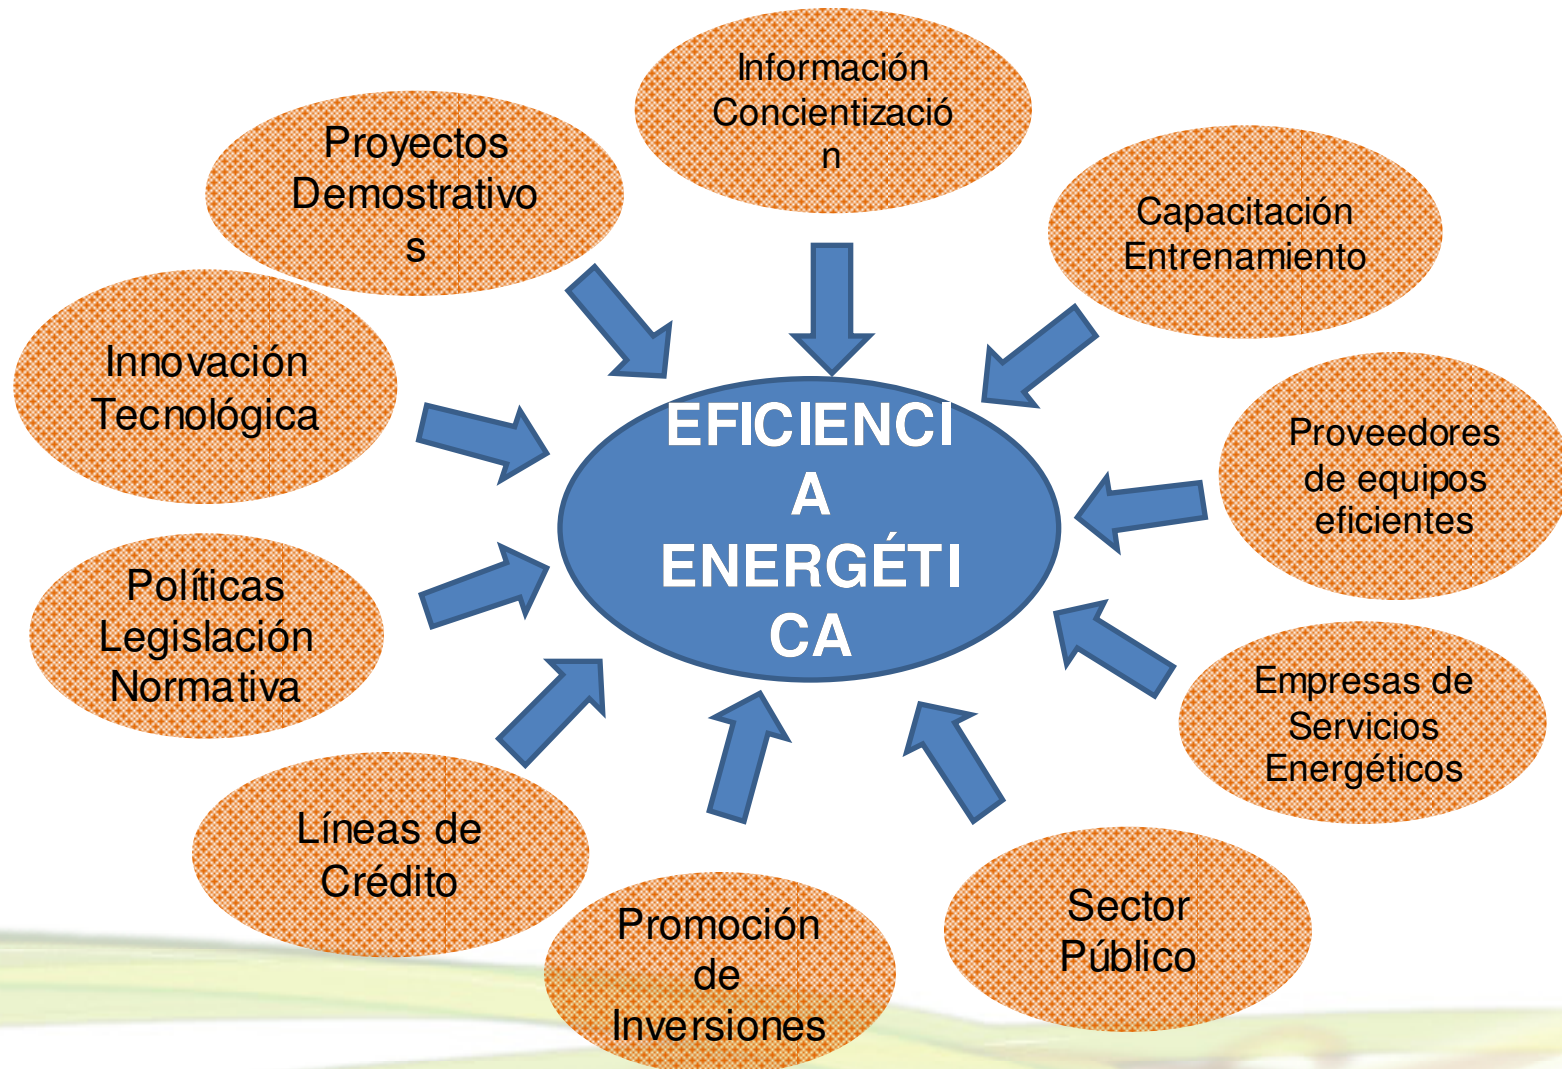 Información
Concientizació
n
Proyectos
Demostrativo
s
Capacitación
Entrenamiento
Innovación
Tecnológica
EFICIENCI
A
ENERGÉTI
CA
Proveedores
de equipos
eficientes
Políticas
Legislación
Normativa
Empresas de
Servicios
Energéticos
Líneas de
Crédito
Promoción
de
Inversiones
Sector
Público